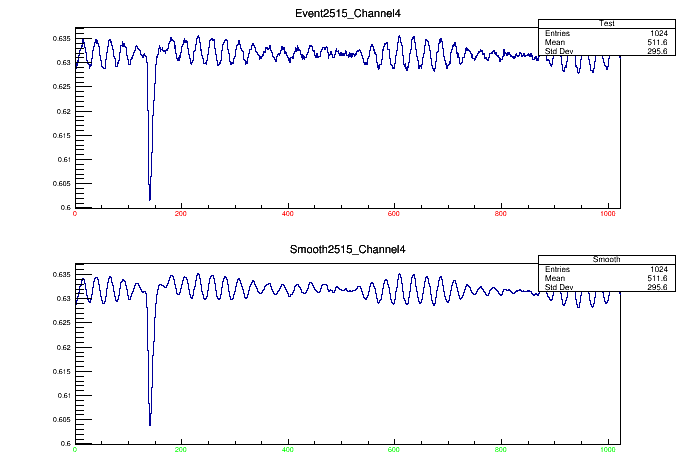 Event2515_Channel4
Test
Entries 1024
Mean 511.6
Std Dev 295.6
0.635
0.63
0.625
0.62
0.615
0.61
0.605
0.6
0 200 400 600 800 1000
Smooth2515_Channel4
Smooth
Entries 1024
Mean 511.6
Std Dev 295.6
0.635
0.63
0.625
0.62
0.615
0.61
0.605
0.6
0 200 400 600 800 1000